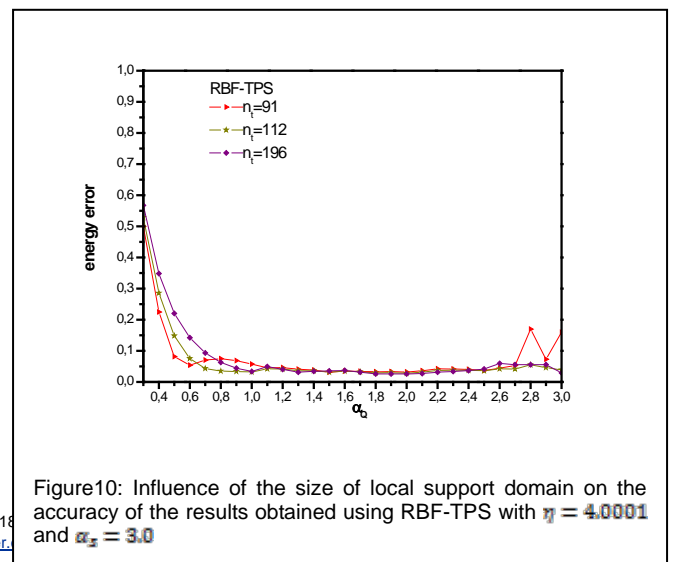 1,0
0,9
0,8
0,7
0,6
0,5
0,4
0,3
0,2
0,1
0,0
energy error
RBF-TPS
n_t=91
n_t=112
n_t=196
0,4 0,6 0,8 1,0 1,2 1,4 1,6 1,8 2,0 2,2 2,4 2,6 2,8 3,0
α_Q
Figure10: Influence of the size of local support domain on the
accuracy of the results obtained using RBF-TPS with η = 4.0001
and α_s = 3.0
18
r.